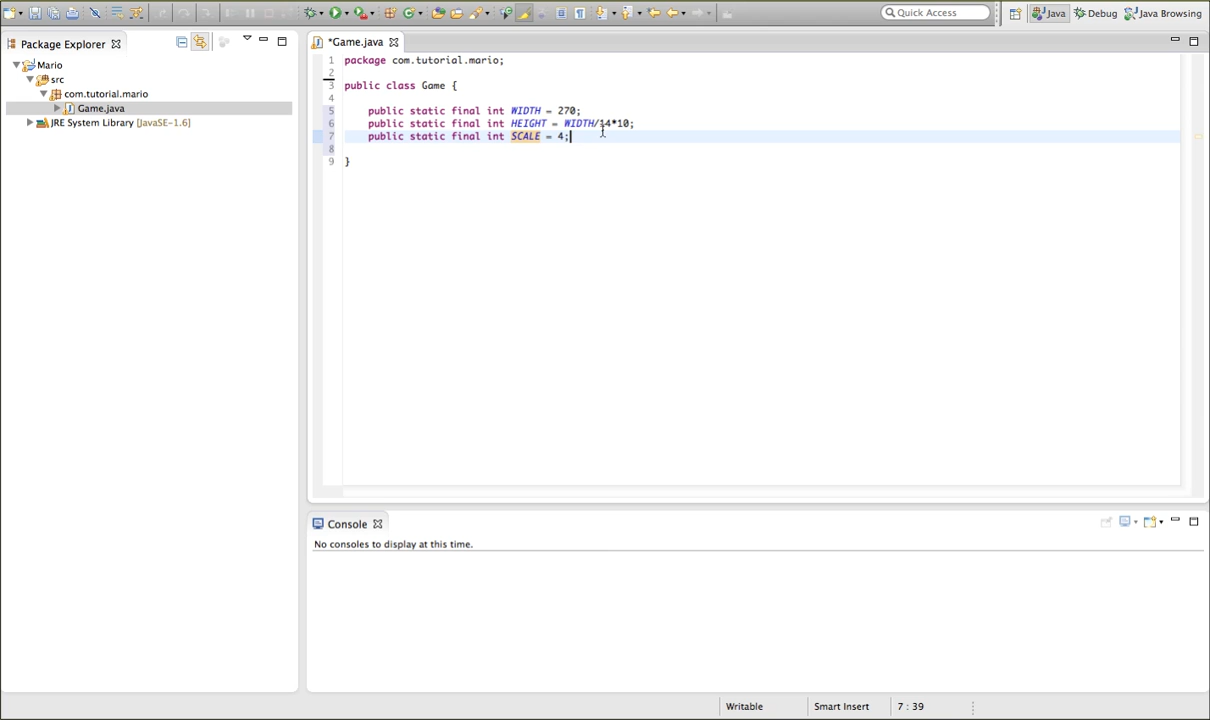 Quick Access
Java
Debug
Java Browsing
Package Explorer
*Game.java
Mario
src
com.tutorial.mario
Game.java
JRE System Library [JavaSE-1.6]
1 package com.tutorial.mario;
2
3 public class Game {
4
5 public static final int WIDTH = 270;
6 public static final int HEIGHT = WIDTH/14*10;
7 public static final int SCALE = 4;
8
9 }
Console
No consoles to display at this time.
Writable
Smart Insert
7 : 39